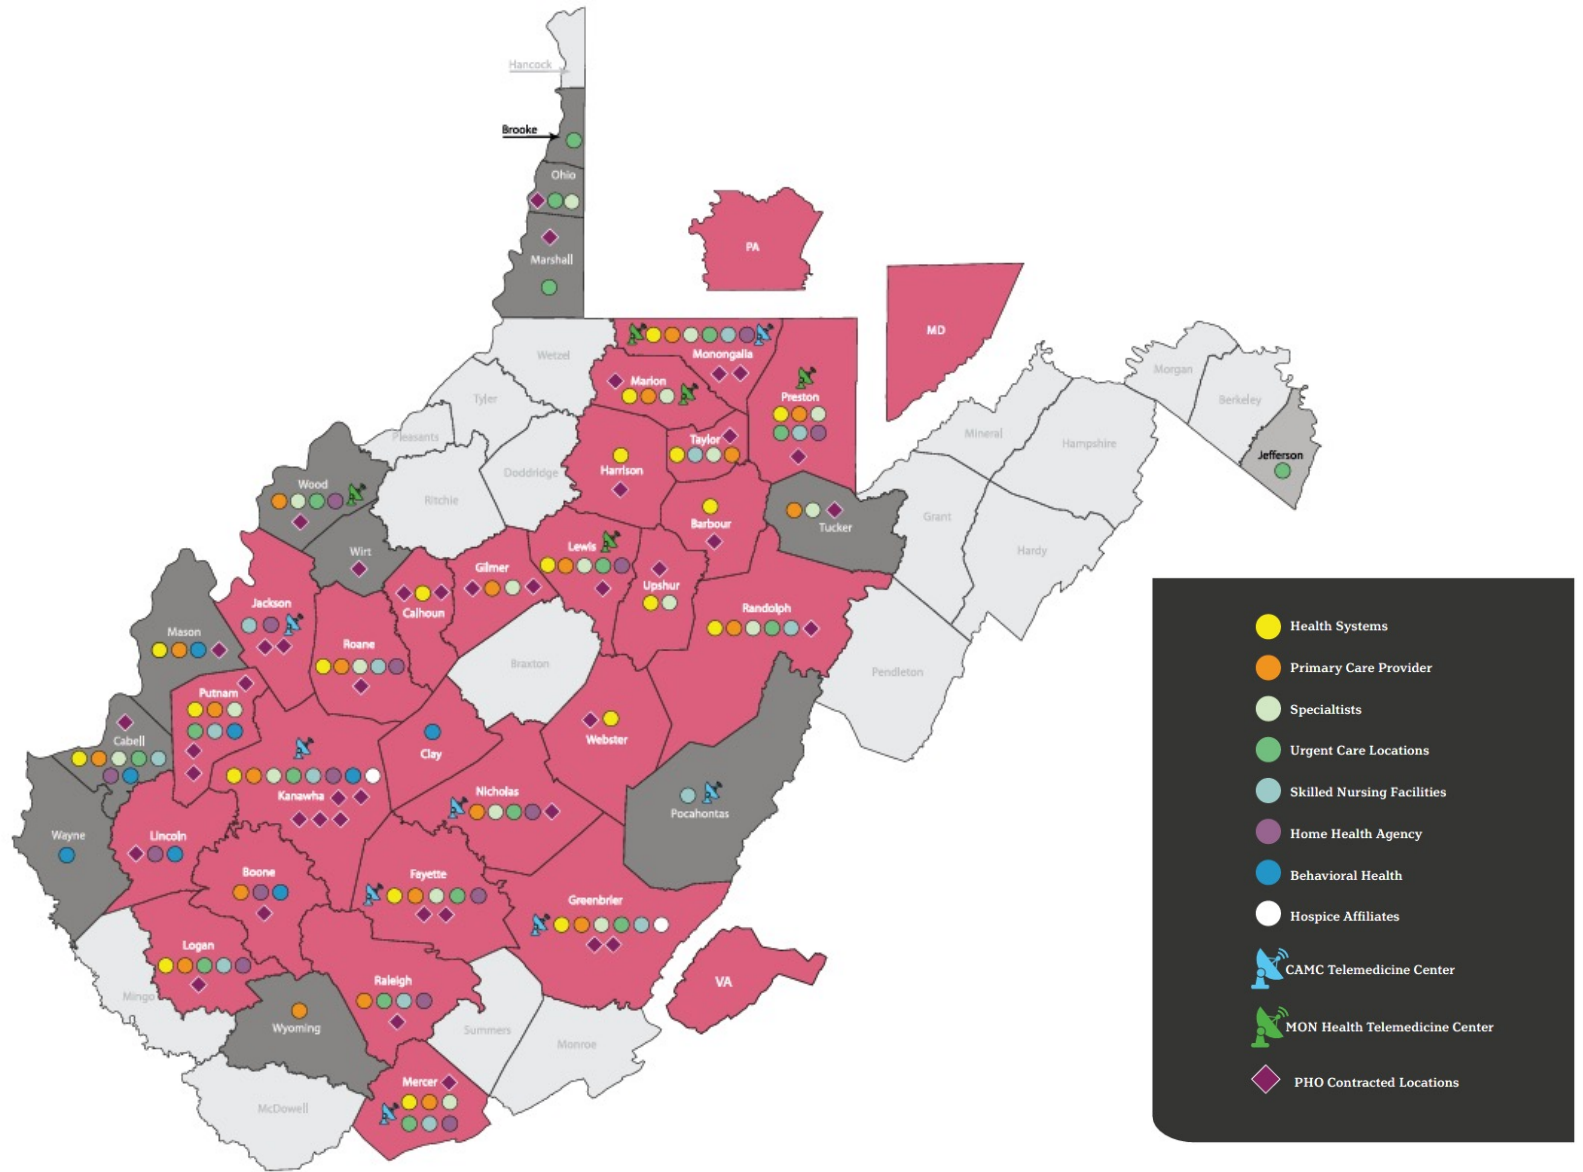 Hancock
Brooke
Ohio
Marshall
PA
MD
Wetzel
Monongalia
Marion
Preston
Tyler
Pleasants
Taylor
Doddridge
Harrison
Ritchie
Wood
Barbour
Tucker
Morgan
Berkeley
Jefferson
Mineral
Hampshire
Grant
Hardy
Wirt
Lewis
Gilmer
Calhoun
Upshur
Randolph
Jackson
Mason
Roane
Braxton
Pendleton
Putnam
Cabell
Clay
Webster
Kanawha
Nicholas
Pocahontas
Wayne
Lincoln
Boone
Fayette
Greenbrier
Logan
Raleigh
VA
Mingo
Wyoming
Summers
Monroe
Mercer
McDowell
Health Systems
Primary Care Provider
Specialtists
Urgent Care Locations
Skilled Nursing Facilities
Home Health Agency
Behavioral Health
Hospice Affiliates
CAMC Telemedicine Center
MON Health Telemedicine Center
PHO Contracted Locations